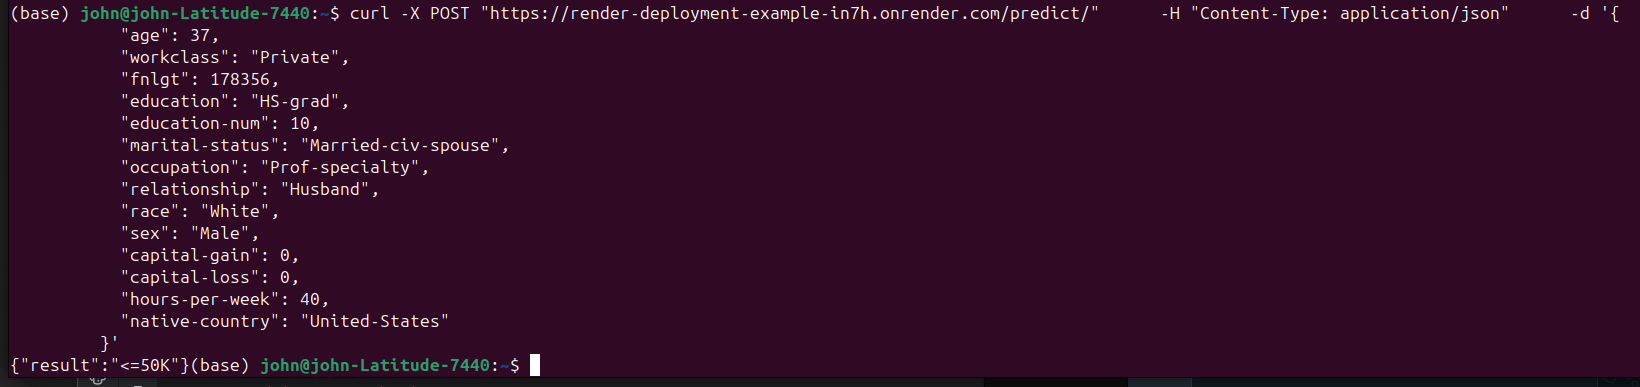 (base) john@john-Latitude-7440:~$ curl -X POST "https://render-deployment-example-in7h.onrender.com/predict/"      -H "Content-Type: application/json"      -d '{
           "age": 37,
           "workclass": "Private",
           "fnlgt": 178356,
           "education": "HS-grad",
           "education-num": 10,
           "marital-status": "Married-civ-spouse",
           "occupation": "Prof-specialty",
           "relationship": "Husband",
           "race": "White",
           "sex": "Male",
           "capital-gain": 0,
           "capital-loss": 0,
           "hours-per-week": 40,
           "native-country": "United-States"
         }'
{"result":"<=50K"}(base) john@john-Latitude-7440:~$